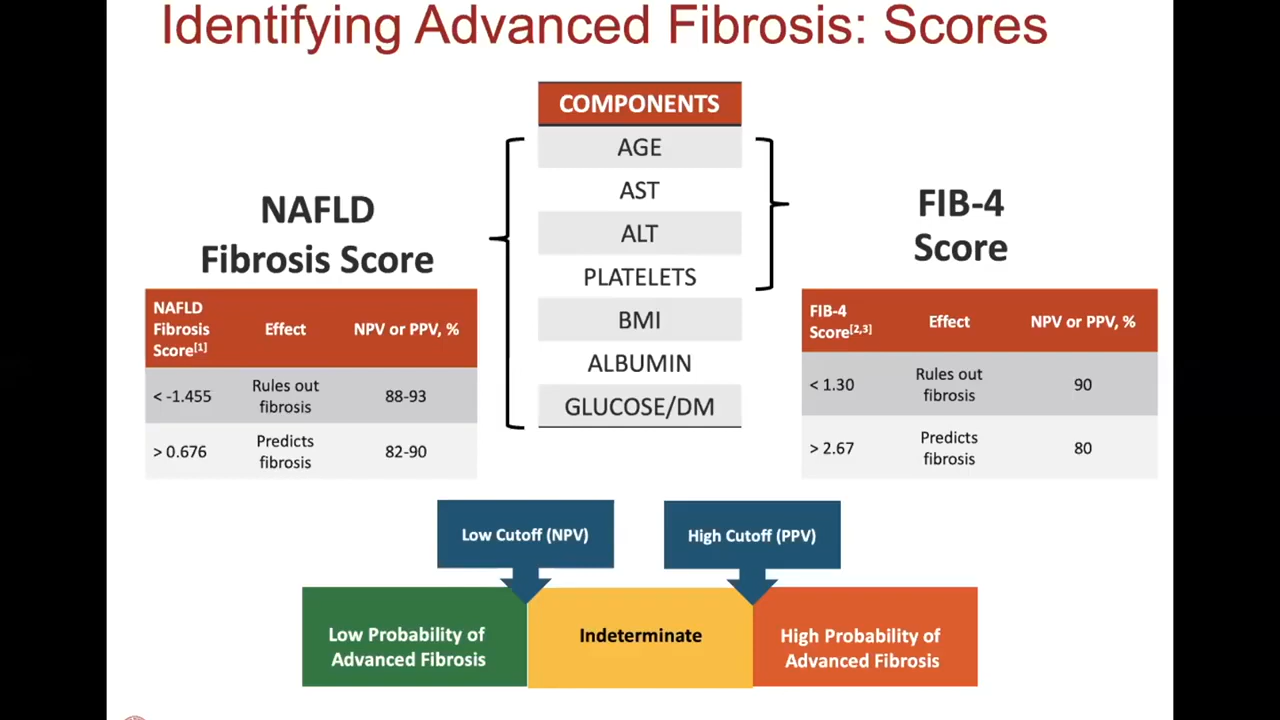 Identifying Advanced Fibrosis: Scores
COMPONENTS
AGE
AST
ALT
PLATELETS
BMI
ALBUMIN
GLUCOSE/DM
NAFLD
Fibrosis Score
NAFLD
Fibrosis
Score[1]
Effect
NPV or PPV, %
< -1.455
Rules out
fibrosis
88-93
> 0.676
Predicts
fibrosis
82-90
FIB-4
Score
FIB-4
Score[2,3]
Effect
NPV or PPV, %
< 1.30
Rules out
fibrosis
90
> 2.67
Predicts
fibrosis
80
Low Cutoff (NPV)
High Cutoff (PPV)
Low Probability of
Advanced Fibrosis
Indeterminate
High Probability of
Advanced Fibrosis